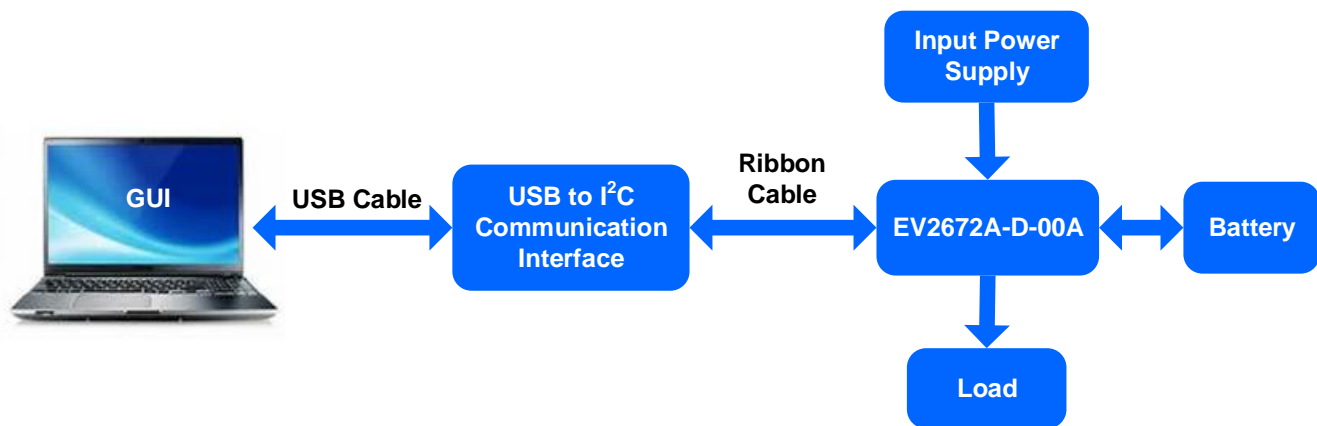 Input Power
Supply
GUI
USB Cable
USB to I²C
Communication
Interface
Ribbon
Cable
EV2672A-D-00A
Battery
Load